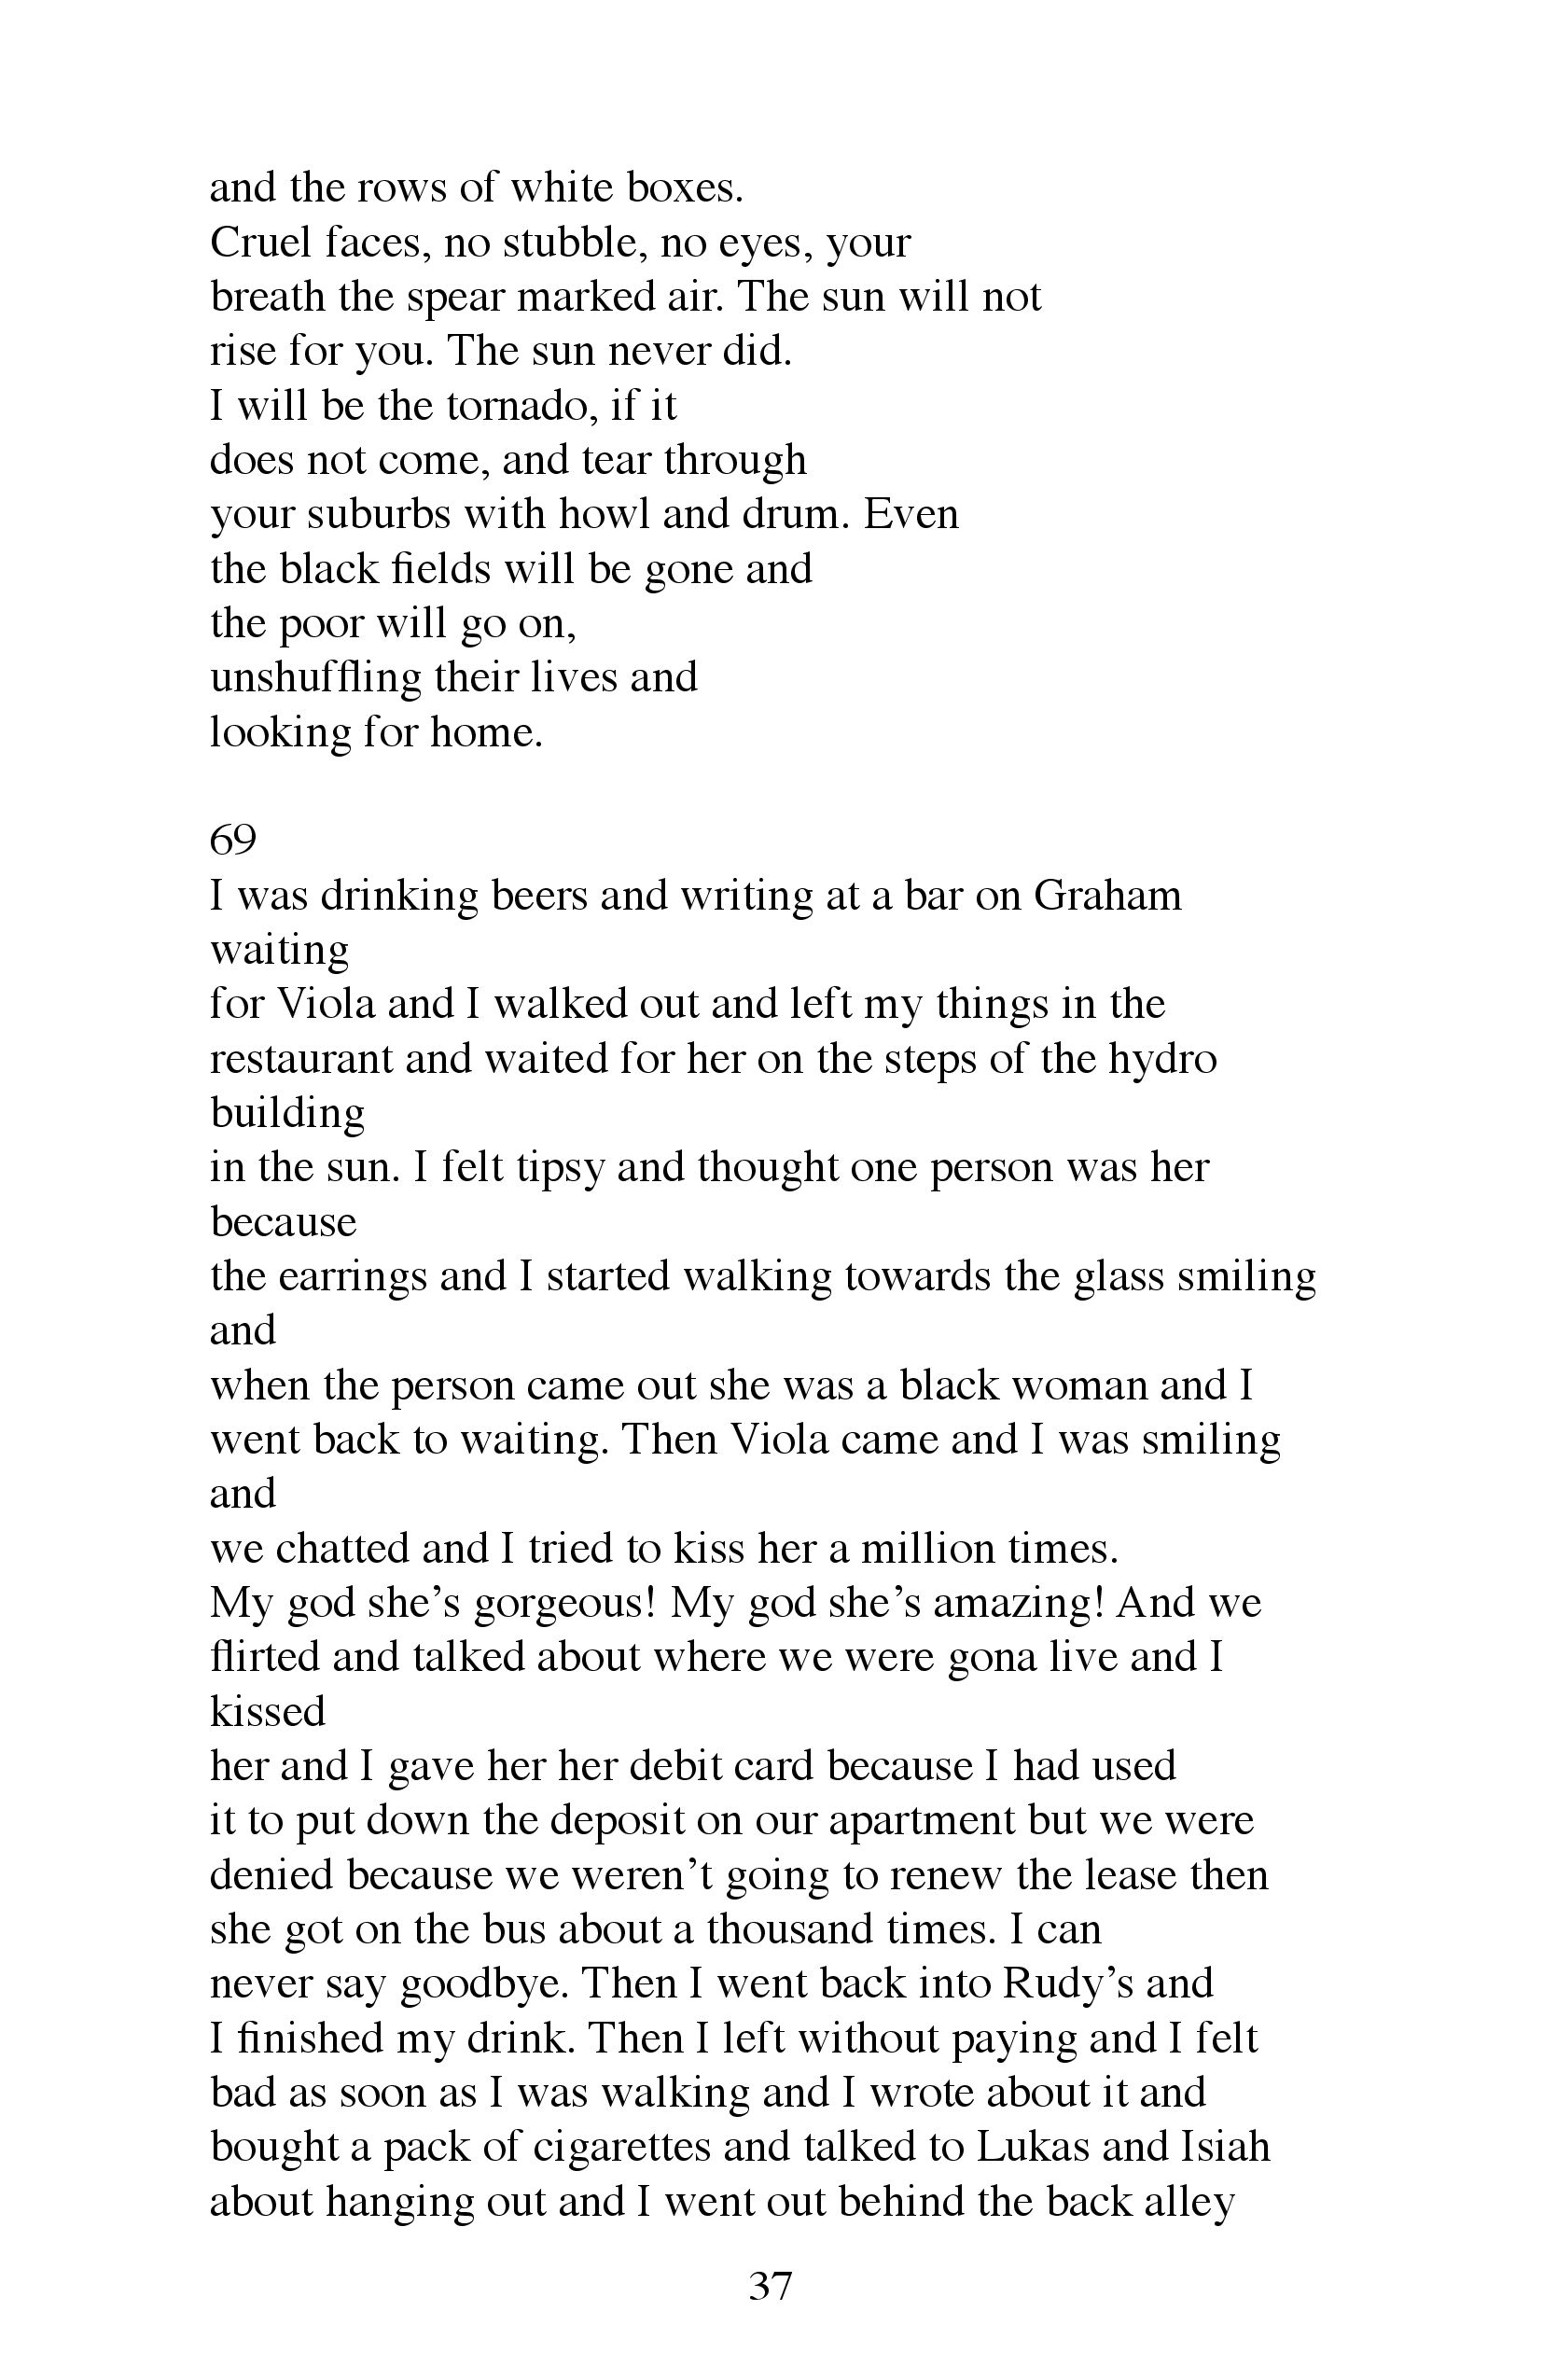 and the rows of white boxes.
Cruel faces, no stubble, no eyes, your
breath the spear marked air. The sun will not
rise for you. The sun never did.
I will be the tornado, if it
does not come, and tear through
your suburbs with howl and drum. Even
the black fields will be gone and
the poor will go on,
unshuffling their lives and
looking for home.
69
I was drinking beers and writing at a bar on Graham
waiting
for Viola and I walked out and left my things in the
restaurant and waited for her on the steps of the hydro
building
in the sun. I felt tipsy and thought one person was her
because
the earrings and I started walking towards the glass smiling
and
when the person came out she was a black woman and I
went back to waiting. Then Viola came and I was smiling
and
we chatted and I tried to kiss her a million times.
My god she’s gorgeous! My god she’s amazing! And we
flirted and talked about where we were gona live and I
kissed
her and I gave her her debit card because I had used
it to put down the deposit on our apartment but we were
denied because we weren’t going to renew the lease then
she got on the bus about a thousand times. I can
never say goodbye. Then I went back into Rudy’s and
I finished my drink. Then I left without paying and I felt
bad as soon as I was walking and I wrote about it and
bought a pack of cigarettes and talked to Lukas and Isiah
about hanging out and I went out behind the back alley
37